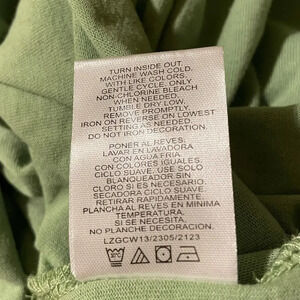 TURN INSIDE OUT.
MACHINE WASH COLD.
WITH LIKE COLORS.
GENTLE CYCLE. ONLY
NON-CHLORINE BLEACH
WHEN NEEDED.
TUMBLE DRY LOW.
REMOVE PROMPTLY.
IRON ON REVERSE ON LOWEST
SETTING AS NEEDED.
DO NOT IRON DECORATION.
PONER AL REVES.
LAVAR EN LAVADORA
CON AGUA FRIA
CON COLORES IGUALES.
CICLO SUAVE. USE SOLO
BLANQUEADOR SIN
CLORO SI ES NECESARIO.
SECADORA CICLO SUAVE.
RETIRAR RAPIDAMENTE.
PLANCHA AL REVES EN MINIMA
TEMPERATURA,
SI SE NECESITA.
NO PLANCHE DECORACION.
LZGCW13/2305/2123